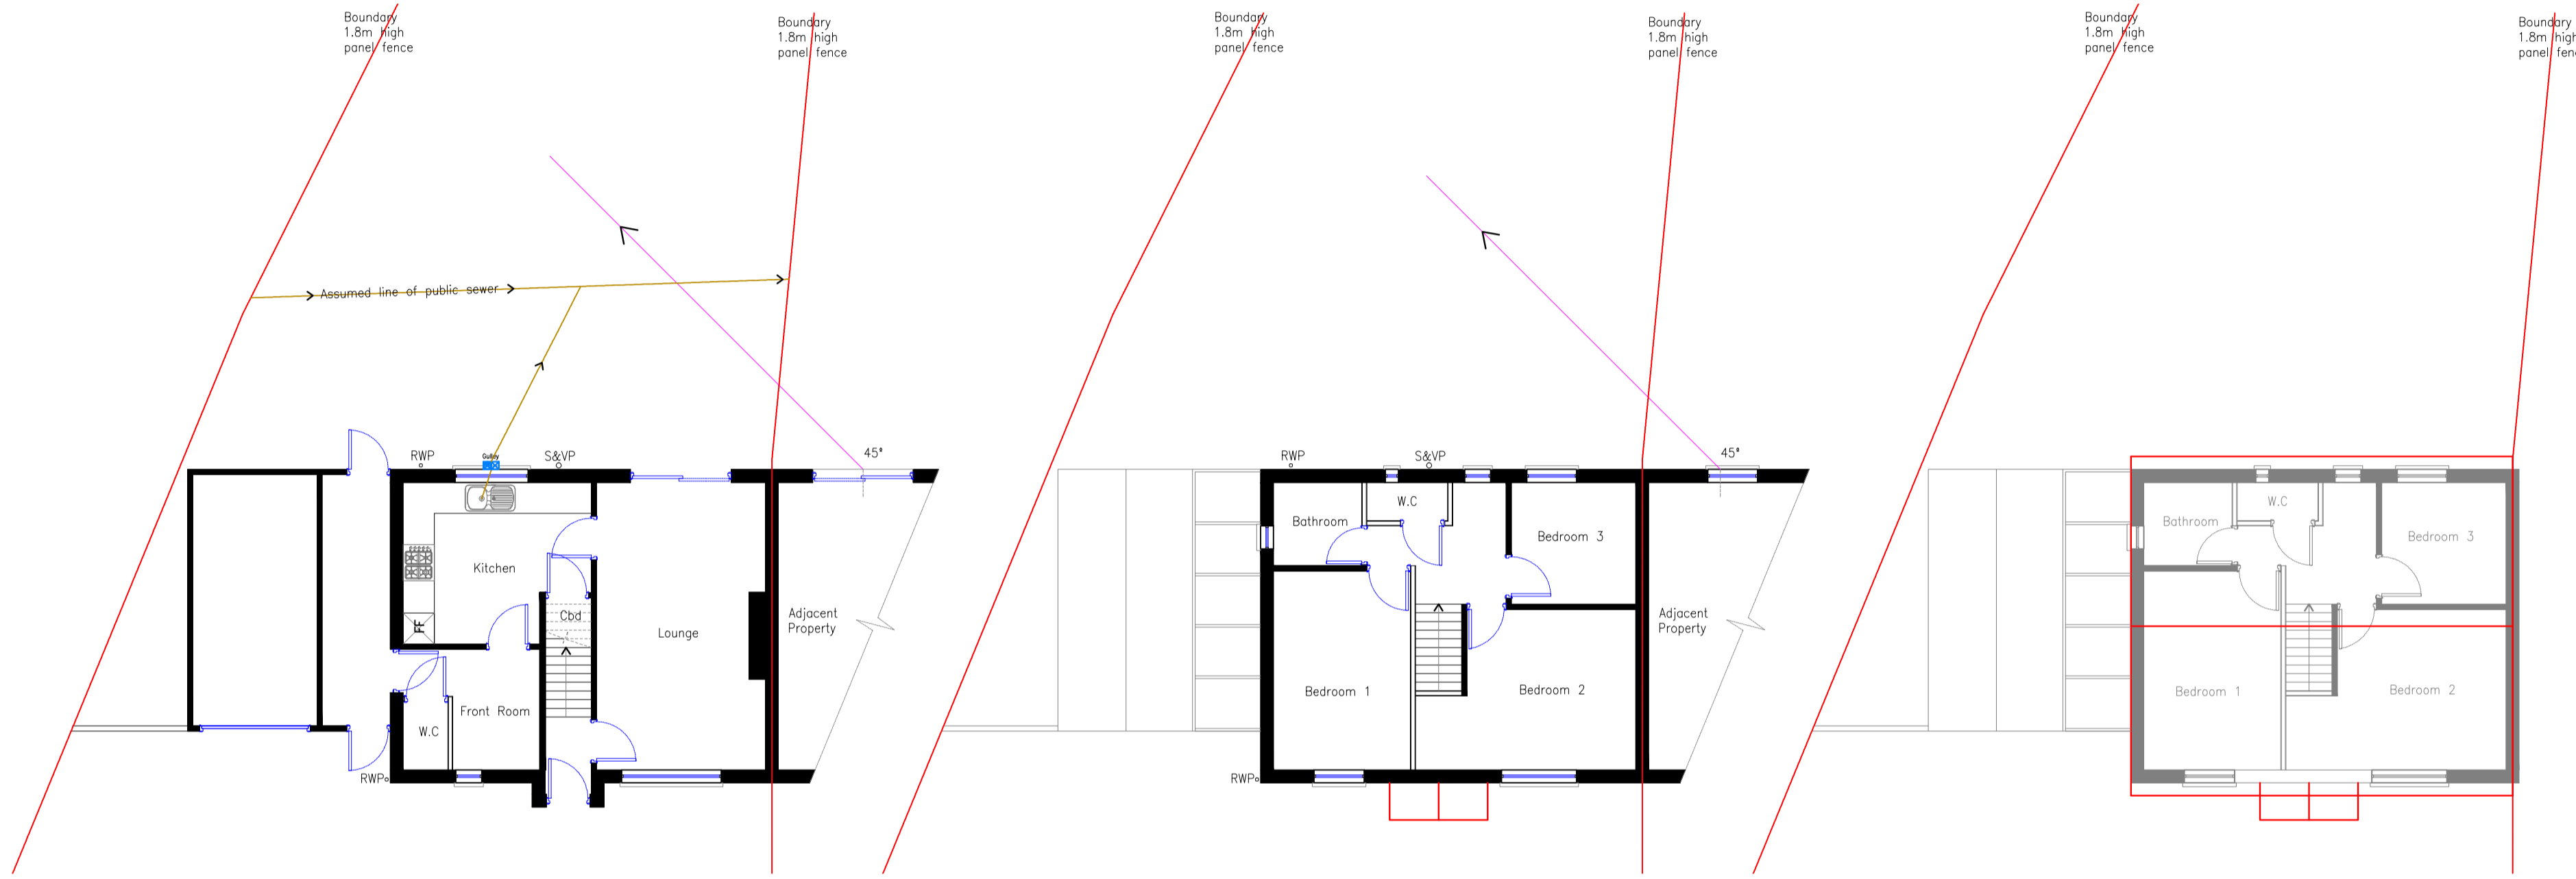 Boundary
1.8m high
panel fence
Boundary
1.8m high
panel fence
Assumed line of public sewer
RWP
Gulley
S&VP
45°
Kitchen
FF
Cbd
Lounge
Adjacent
Property
Front Room
W.C
RWP
Boundary
1.8m high
panel fence
Boundary
1.8m high
panel fence
RWP
S&VP
45°
W.C
Bathroom
Bedroom 3
Adjacent
Property
Bedroom 1
Bedroom 2
RWP
Boundary
1.8m high
panel fence
Boundary
1.8m high
panel fen
W.C
Bathroom
Bedroom 3
Bedroom 1
Bedroom 2